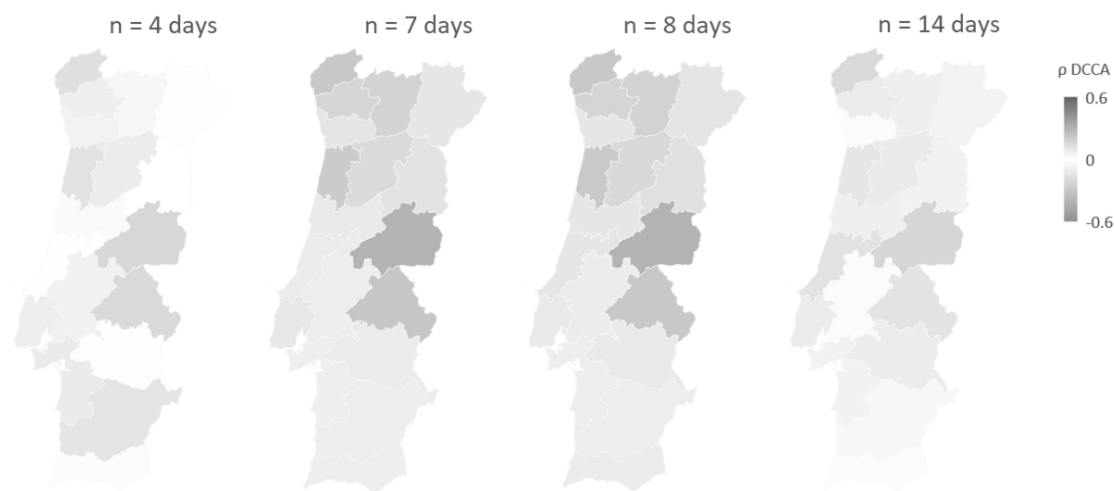 n = 4 days
n = 7 days
n = 8 days
n = 14 days
ρ DCCA
0.6
0
-0.6